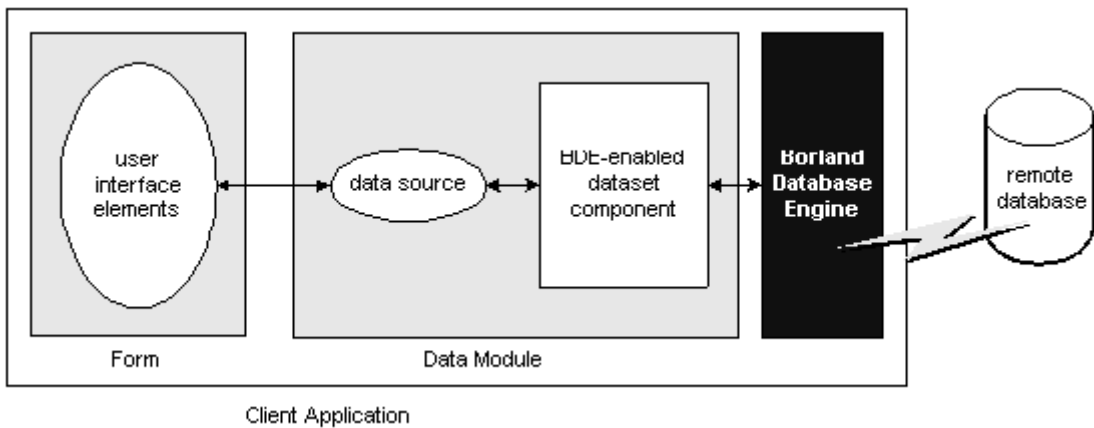 user
interface
elements
data source
BDE-enabled
dataset
component
Borland
Database
Engine
remote
database
Form
Data Module
Client Application